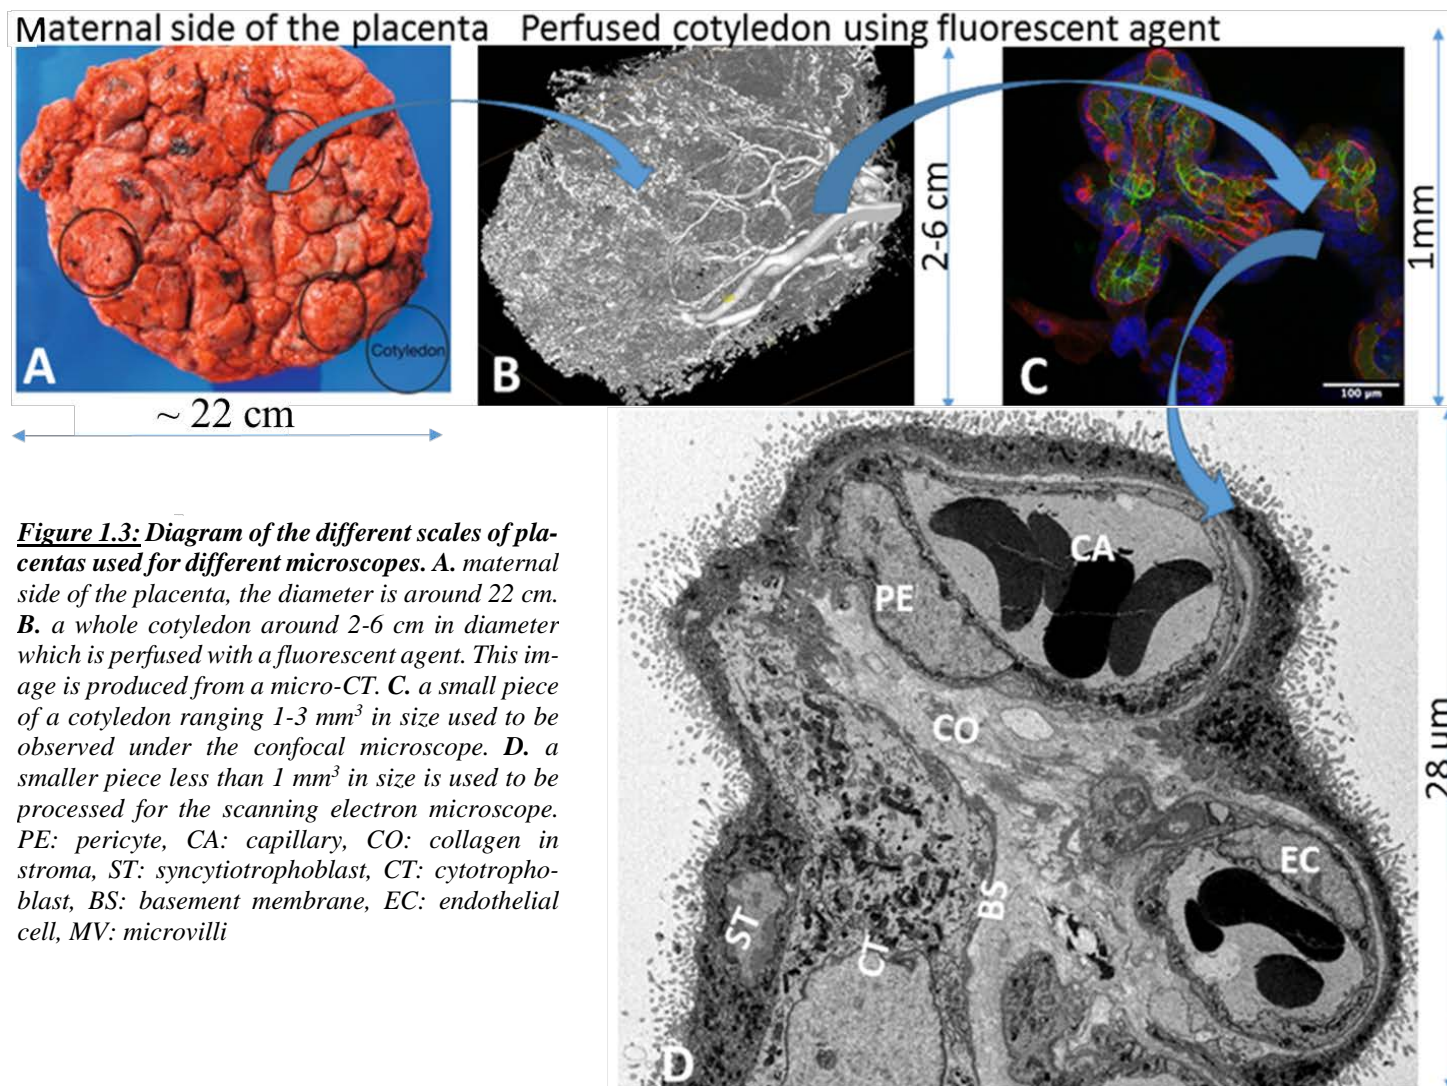 Maternal side of the placenta Perfused cotyledon using fluorescent agent
A
Cotyledon
B
2-6 cm
C
100 µm
1mm
~ 22 cm
Figure 1.3: Diagram of the different scales of pla-
centas used for different microscopes. A. maternal
side of the placenta, the diameter is around 22 cm.
B. a whole cotyledon around 2-6 cm in diameter
which is perfused with a fluorescent agent. This im-
age is produced from a micro-CT. C. a small piece
of a cotyledon ranging 1-3 mm³ in size used to be
observed under the confocal microscope. D. a
smaller piece less than 1 mm³ in size is used to be
processed for the scanning electron microscope.
PE: pericyte, CA: capillary, CO: collagen in
stroma, ST: syncytiotrophoblast, CT: cytotropho-
blast, BS: basement membrane, EC: endothelial
cell, MV: microvilli
MV
CA
PE
CO
EC
BS
ST
CT
D
28 µm